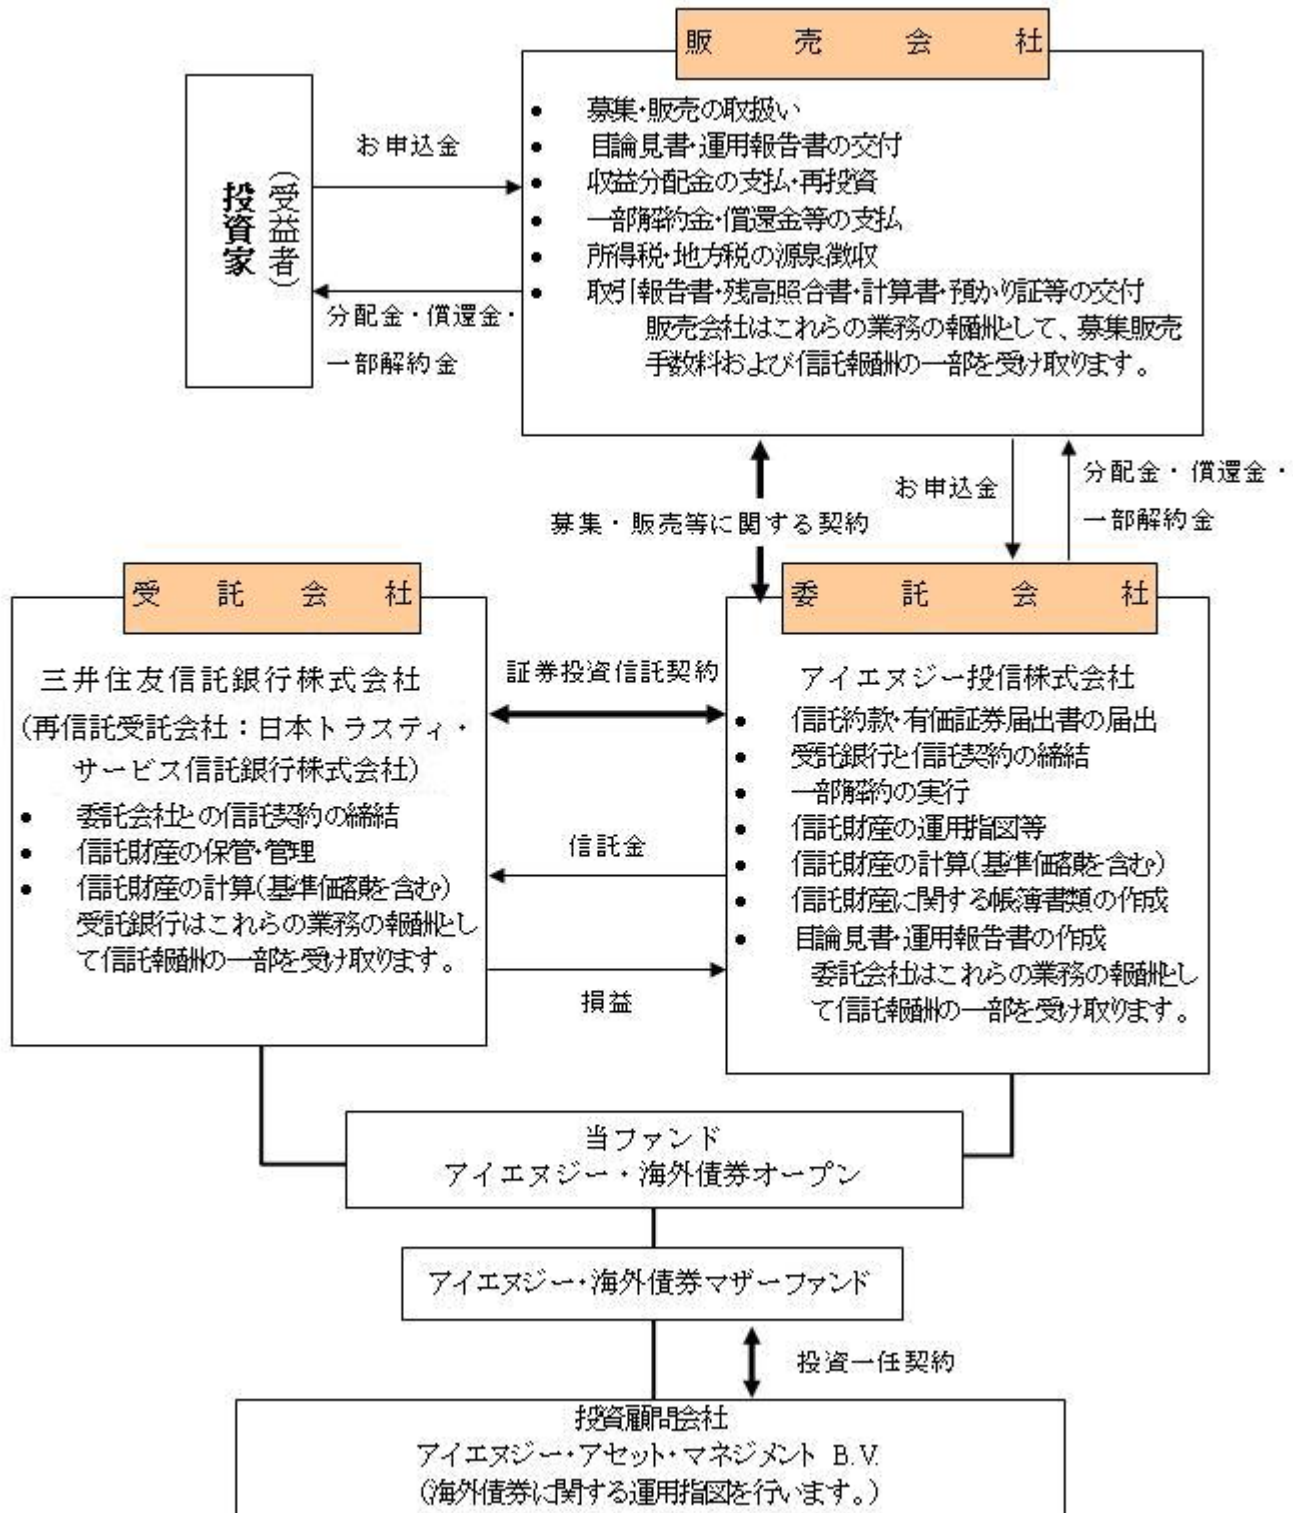 販売会社
投資家
(受益者)
お申込金
分配金・償還金・
一部解約金
● 募集・販売の取扱い
● 目論見書・運用報告書の交付
● 収益分配金の支払・再投資
● 一部解約金・償還金等の支払
● 所得税・地方税の源泉徴収
● 取引報告書・残高照合書・計算書・預かり証等の交付
販売会社はこれらの業務の報酬として、募集販売
手数料および信託報酬の一部を受け取ります。
募集・販売等に関する契約
お申込金
分配金・償還金・
一部解約金
受託会社
三井住友信託銀行株式会社
(再信託受託会社：日本トラスティ・
サービス信託銀行株式会社)
● 委託会社との信託契約の締結
● 信託財産の保管・管理
● 信託財産の計算(基準価額を含む)
受託銀行はこれらの業務の報酬とし
て信託報酬の一部を受け取ります。
証券投資信託契約
信託金
損益
委託会社
アイエヌジー投信株式会社
● 信託約款・有価証券届出書の届出
● 受託銀行と信託契約の締結
● 一部解約の実行
● 信託財産の運用指図等
● 信託財産の計算(基準価額を含む)
● 信託財産に関する帳簿書類の作成
● 目論見書・運用報告書の作成
委託会社はこれらの業務の報酬とし
て信託報酬の一部を受け取ります。
当ファンド
アイエヌジー・海外債券オープン
アイエヌジー・海外債券マザーファンド
投資一任契約
投資顧問会社
アイエヌジー・アセット・マネジメント B.V.
(海外債券に関する運用指図を行います。)